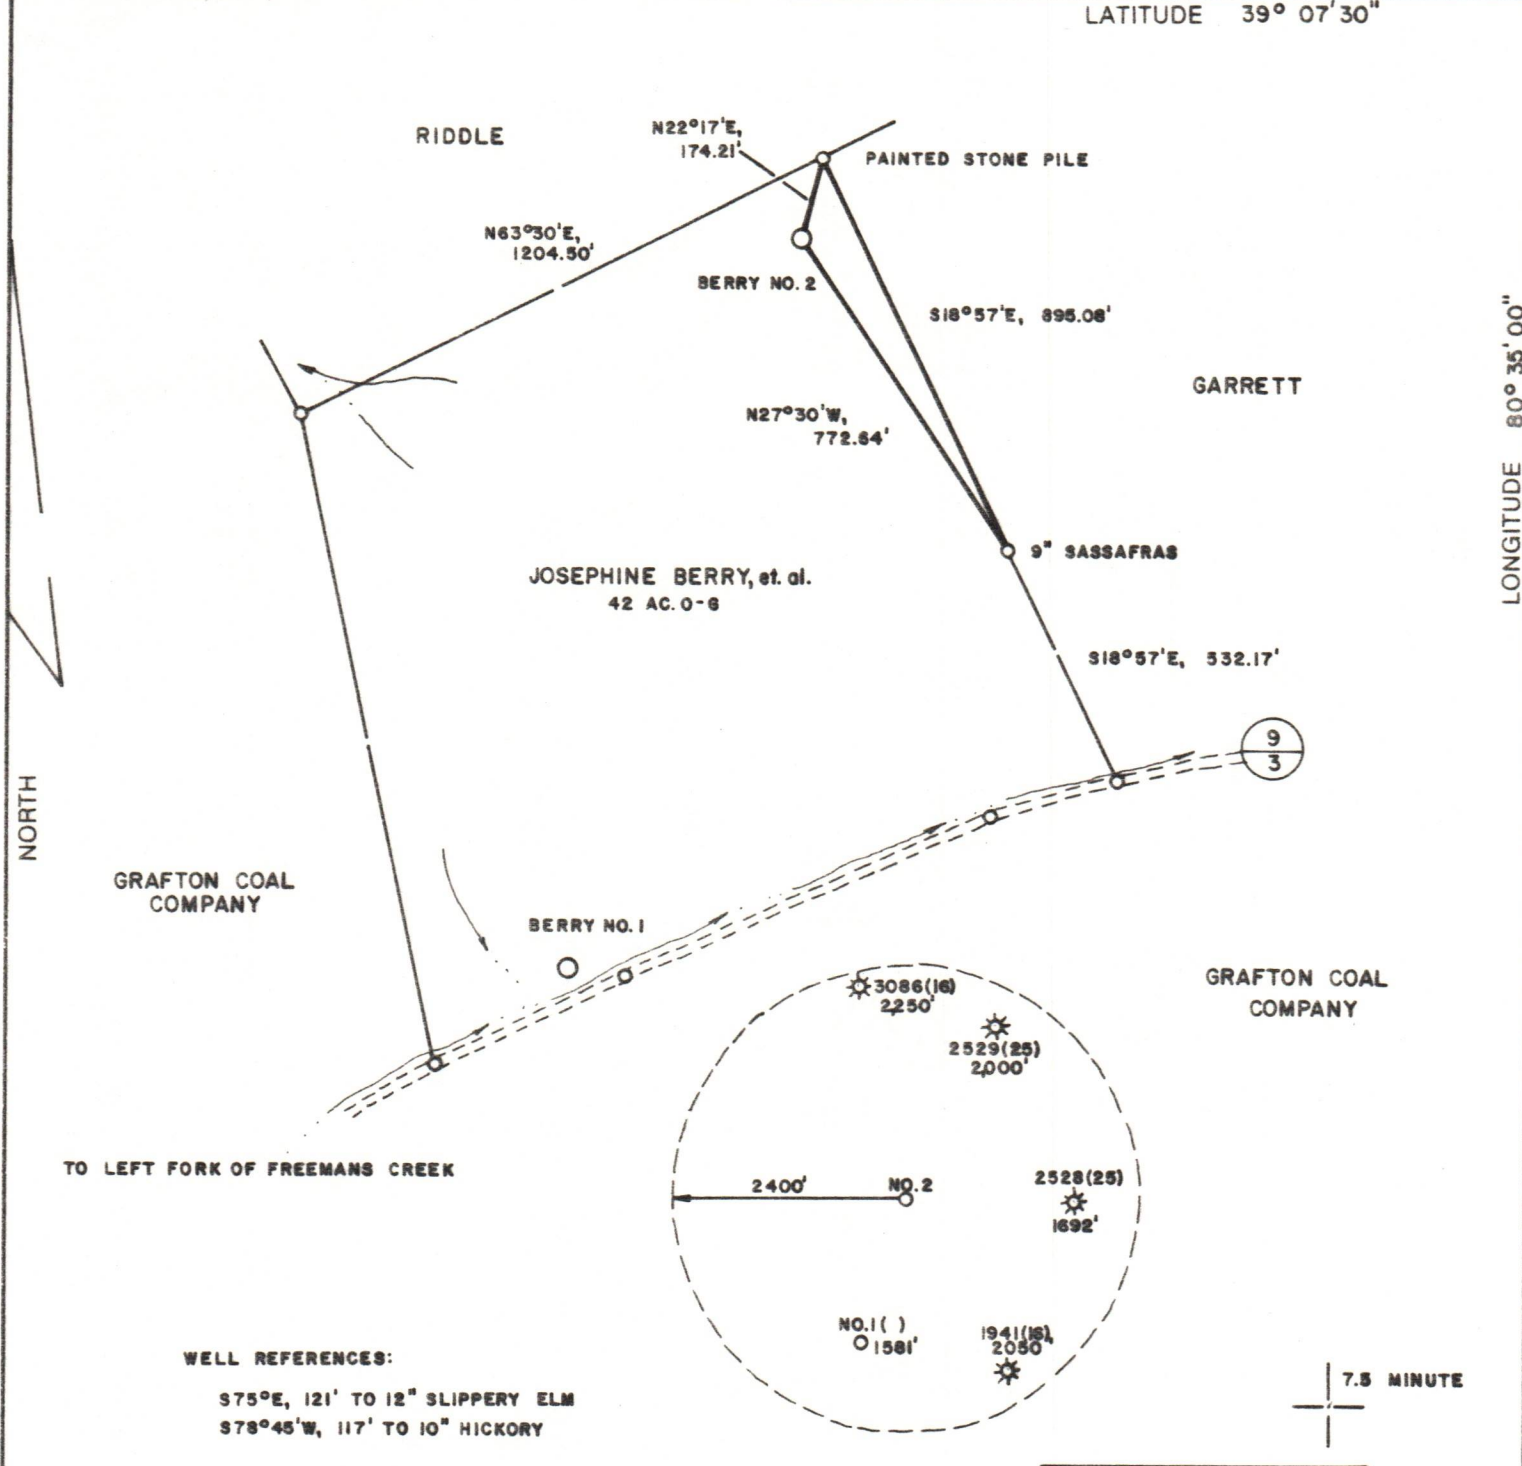 LATITUDE 39° 07'30"
RIDDLE
N22°17'E,
174.21'
PAINTED STONE PILE
N63°30'E,
1204.50'
BERRY NO. 2
S18°57'E, 895.08'
LONGITUDE 80° 35' 00"
GARRETT
N27°30'W,
772.64'
9" SASSAFRAS
JOSEPHINE BERRY, et. al.
42 AC. 0-6
S18°57'E, 532.17'
9
3
NORTH
GRAFTON COAL
COMPANY
BERRY NO. 1
GRAFTON COAL
COMPANY
3086(16)
2,250'
2529(25)
2,000'
TO LEFT FORK OF FREEMANS CREEK
2400'
NO. 2
2528(25)
1692'
NO. 1 ( )
1581'
1941(16),
2050'
WELL REFERENCES:
S75°E, 121' TO 12" SLIPPERY ELM
S78°45'W, 117' TO 10" HICKORY
7.5 MINUTE